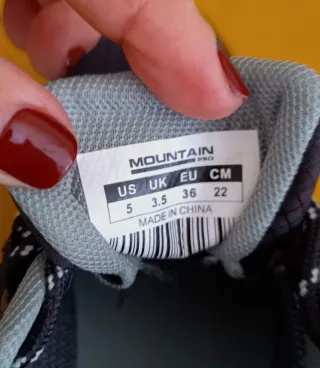 MOUNTAIN
PRO
US UK EU CM
5 3.5 36 22
MADE IN CHINA